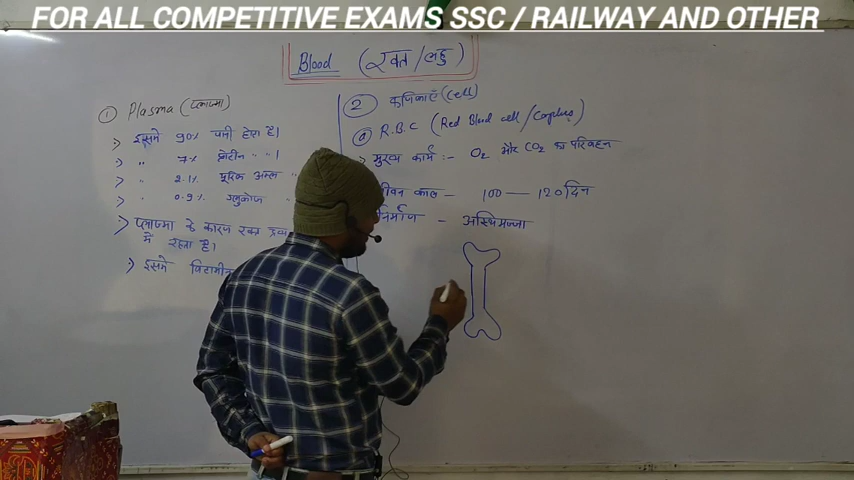 FOR ALL COMPETITIVE EXAMS SSC / RAILWAY AND OTHER
Blood (रक्त/लहु)
① Plasma (प्लाज्मा)
इसमे 90% पानी होता है।
" 7% प्रोटीन " "।
" 2.1% अम्ल "
" 0.9% ग्लुकोज "
प्लाज्मा के कारण रक्त
में रहता है।
इसमे
② कणिकाएँ (Cell)
ⓐ R.B.C (Red Blood cell/Corplus)
मुख्य कार्य :- O₂ और CO₂ का परिवहन
जीवन काल - 100 — 120 दिन
निर्माण - अस्थिमज्जा